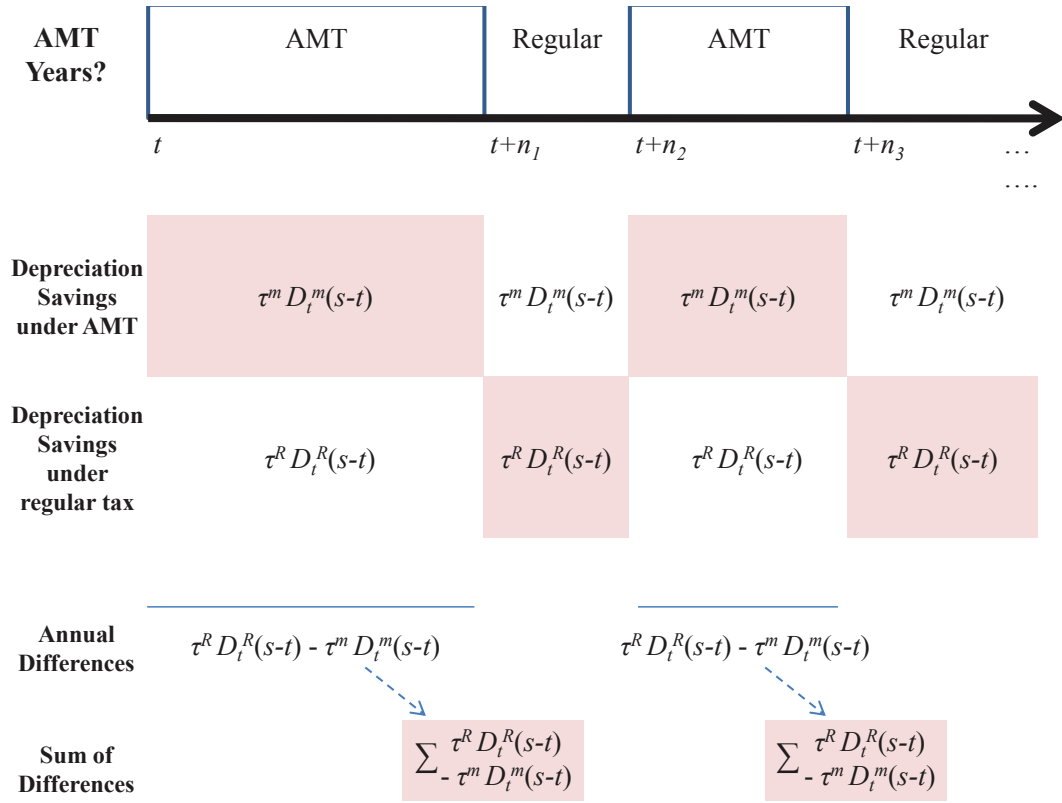 AMT Years?
AMT Regular AMT Regular
t t+n₁ t+n₂ t+n₃ …
….
Depreciation Savings under AMT
τᵐ Dₜᵐ(s-t) τᵐ Dₜᵐ(s-t) τᵐ Dₜᵐ(s-t) τᵐ Dₜᵐ(s-t)
Depreciation Savings under regular tax
τᴿ Dₜᴿ(s-t) τᴿ Dₜᴿ(s-t) τᴿ Dₜᴿ(s-t) τᴿ Dₜᴿ(s-t)
Annual Differences
τᴿ Dₜᴿ(s-t) - τᵐ Dₜᵐ(s-t) τᴿ Dₜᴿ(s-t) - τᵐ Dₜᵐ(s-t)
Sum of Differences
∑ τᴿ Dₜᴿ(s-t) - τᵐ Dₜᵐ(s-t) ∑ τᴿ Dₜᴿ(s-t) - τᵐ Dₜᵐ(s-t)